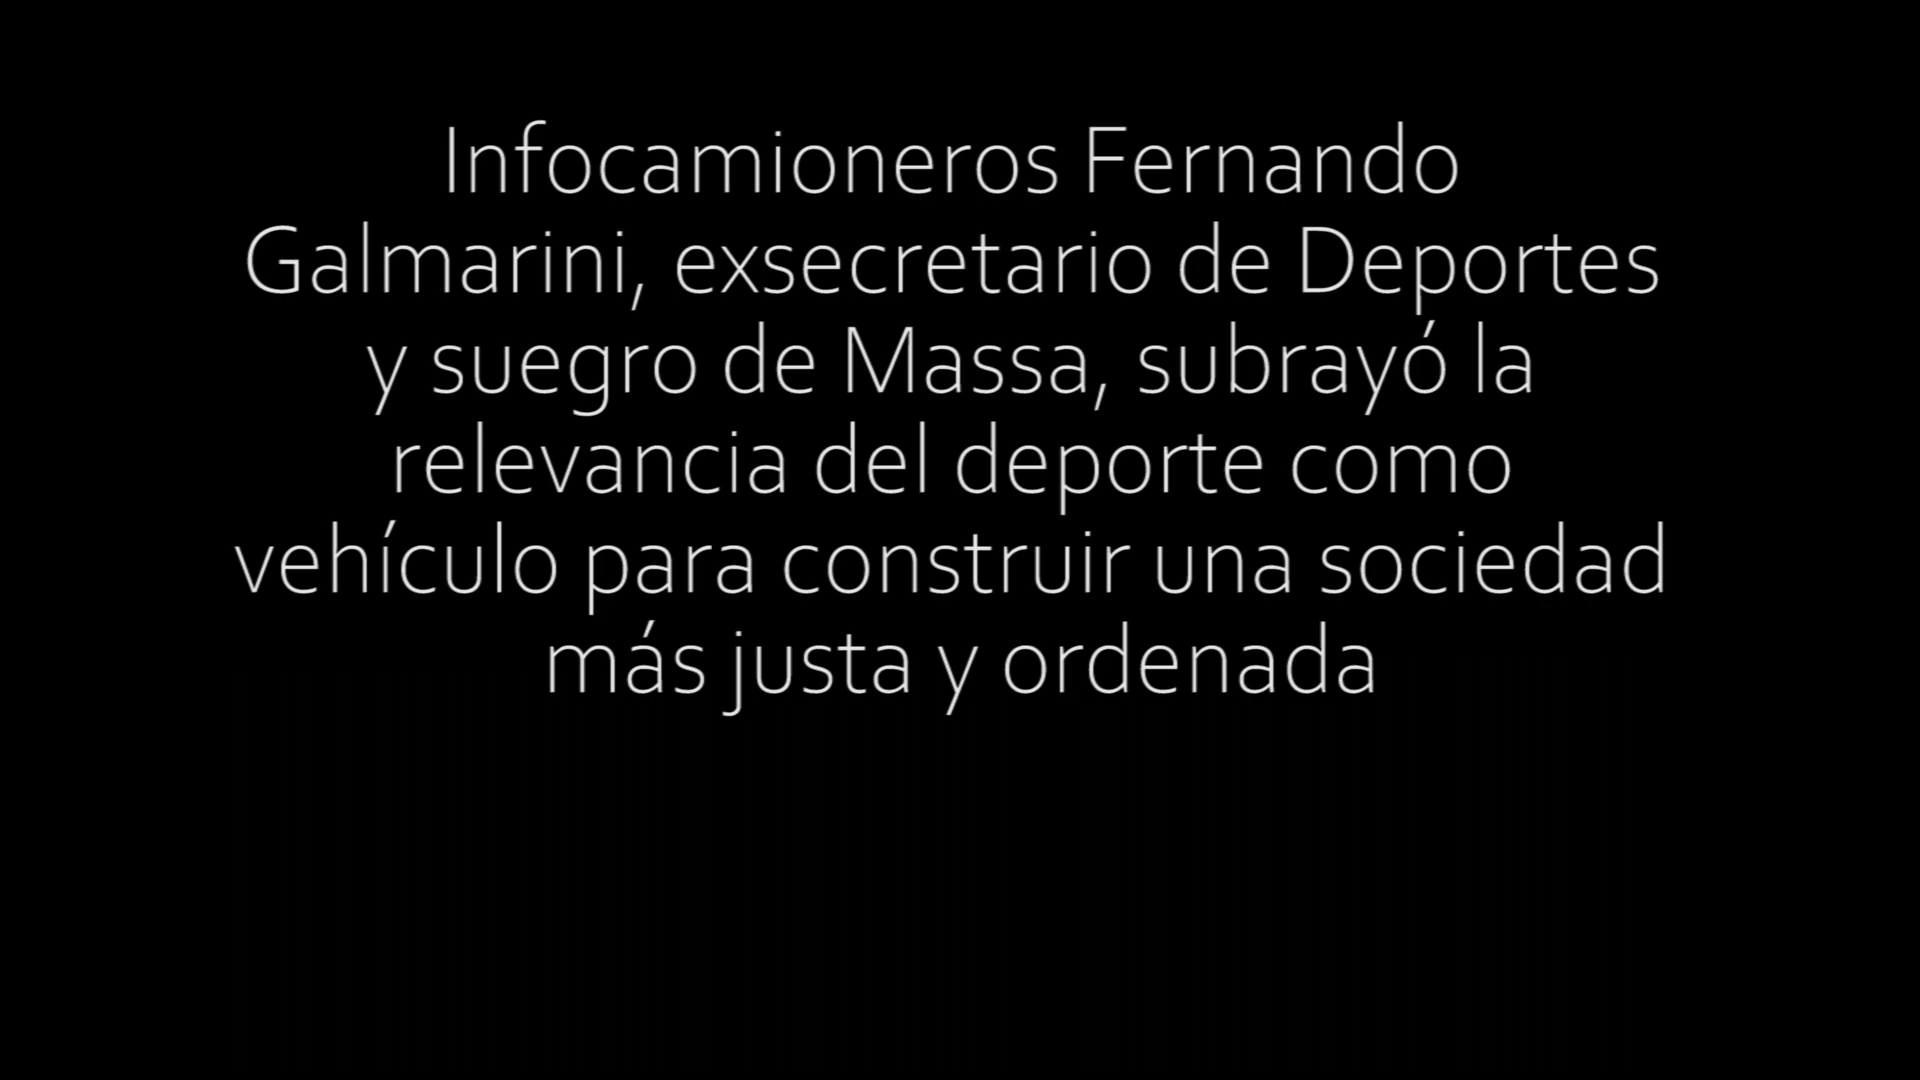 Infocamioneros Fernando
Galmarini, exsecretario de Deportes
y suegro de Massa, subrayó la
relevancia del deporte como
vehículo para construir una sociedad
más justa y ordenada